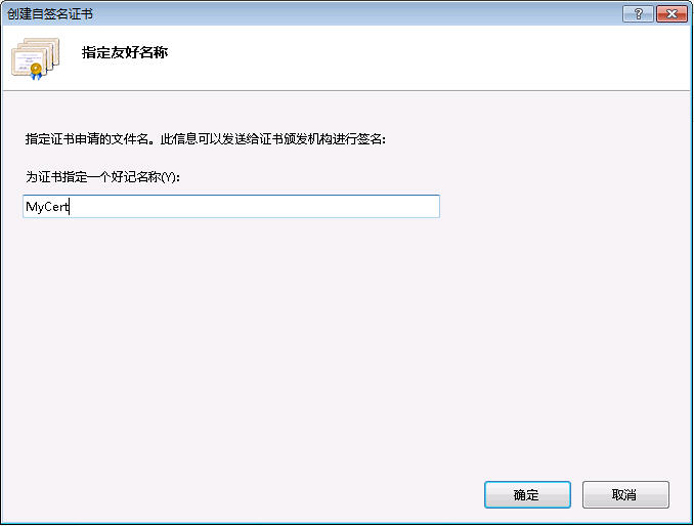 创建自签名证书
?
指定友好名称
指定证书申请的文件名。此信息可以发送给证书颁发机构进行签名:
为证书指定一个好记名称(Y):
MyCert
确定
取消